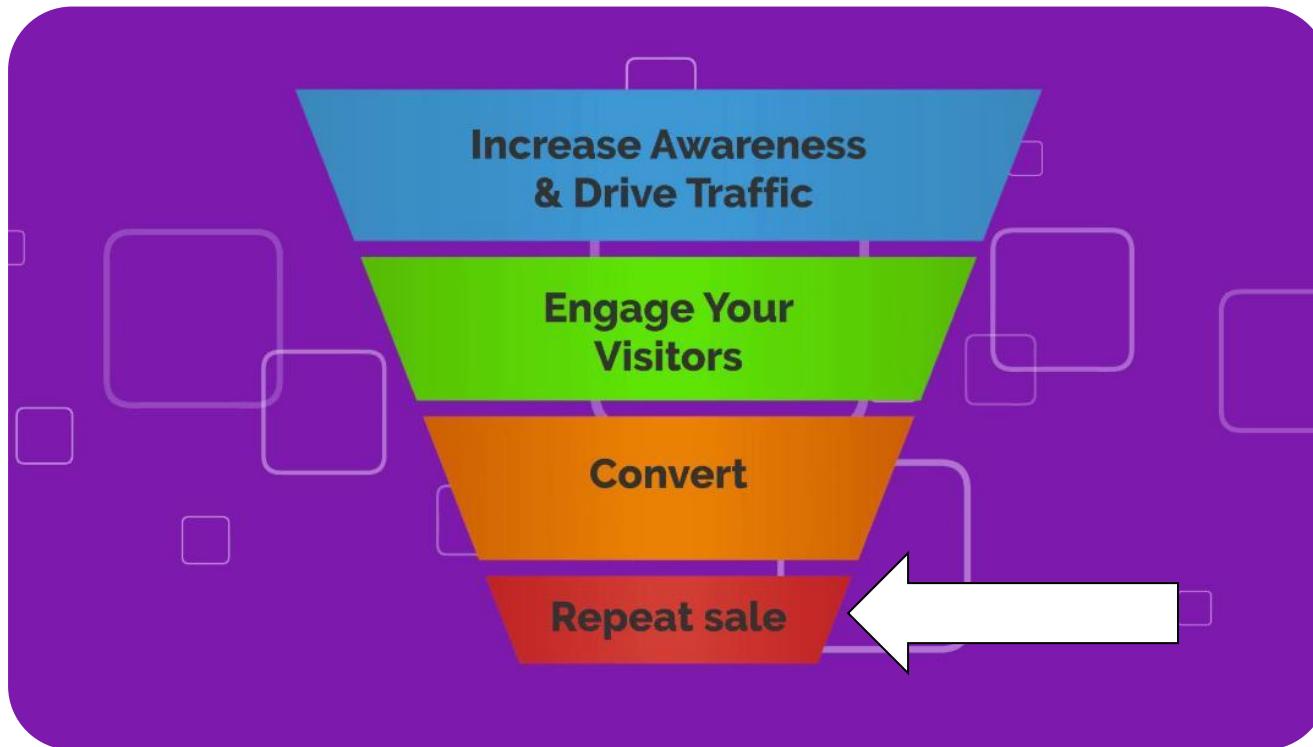 Increase Awareness
& Drive Traffic
Engage Your
Visitors
Convert
Repeat sale